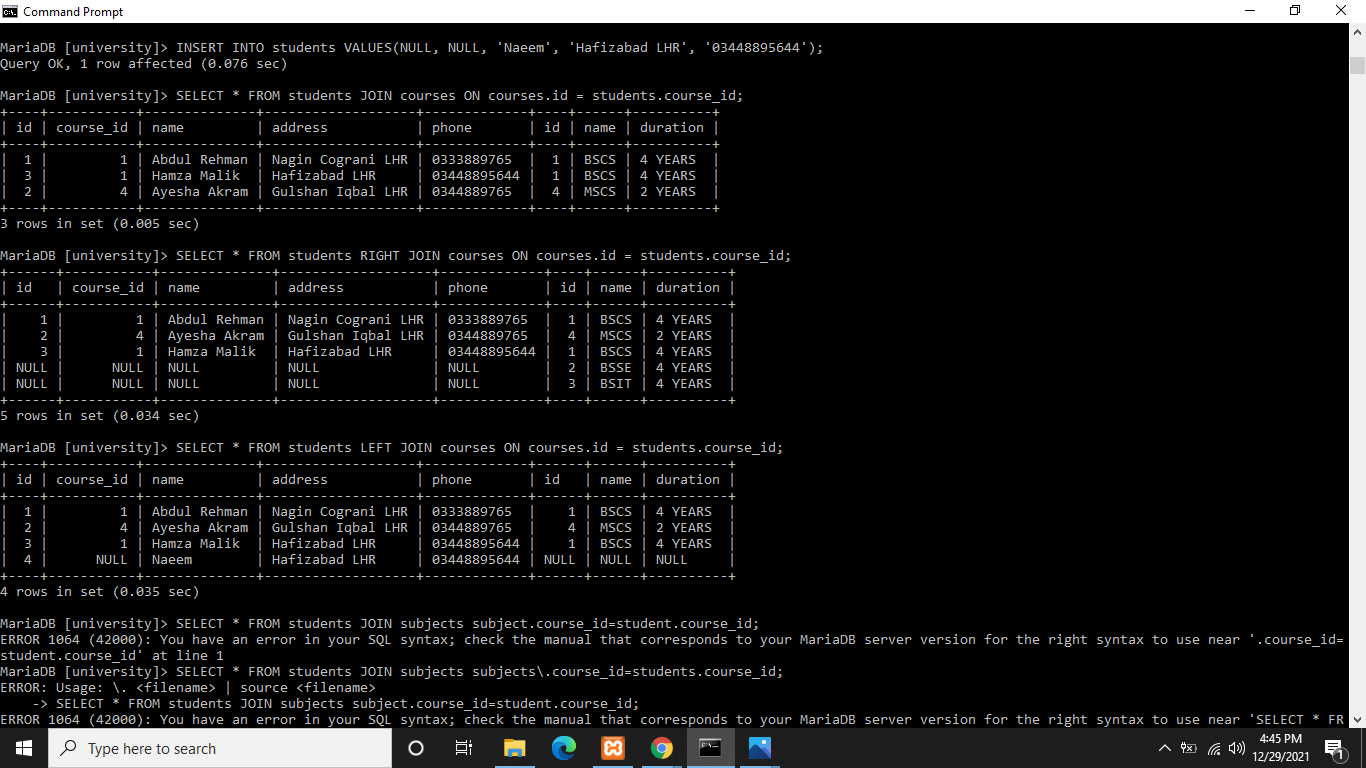 Command Prompt
MariaDB [university]> INSERT INTO students VALUES(NULL, NULL, 'Naeem', 'Hafizabad LHR', '03448895644');
Query OK, 1 row affected (0.076 sec)
MariaDB [university]> SELECT * FROM students JOIN courses ON courses.id = students.course_id;
+----+-----------+--------------+-------------------+-------------+----+------+----------+
| id | course_id | name         | address           | phone       | id | name | duration |
+----+-----------+--------------+-------------------+-------------+----+------+----------+
|  1 |         1 | Abdul Rehman | Nagin Cograni LHR | 0333889765  |  1 | BSCS | 4 YEARS  |
|  3 |         1 | Hamza Malik  | Hafizabad LHR     | 03448895644 |  1 | BSCS | 4 YEARS  |
|  2 |         4 | Ayesha Akram | Gulshan Iqbal LHR | 0344889765  |  4 | MSCS | 2 YEARS  |
+----+-----------+--------------+-------------------+-------------+----+------+----------+
3 rows in set (0.005 sec)
MariaDB [university]> SELECT * FROM students RIGHT JOIN courses ON courses.id = students.course_id;
+------+-----------+--------------+-------------------+-------------+----+------+----------+
| id   | course_id | name         | address           | phone       | id | name | duration |
+------+-----------+--------------+-------------------+-------------+----+------+----------+
|    1 |         1 | Abdul Rehman | Nagin Cograni LHR | 0333889765  |  1 | BSCS | 4 YEARS  |
|    2 |         4 | Ayesha Akram | Gulshan Iqbal LHR | 0344889765  |  4 | MSCS | 2 YEARS  |
|    3 |         1 | Hamza Malik  | Hafizabad LHR     | 03448895644 |  1 | BSCS | 4 YEARS  |
| NULL |      NULL | NULL         | NULL              | NULL        |  2 | BSSE | 4 YEARS  |
| NULL |      NULL | NULL         | NULL              | NULL        |  3 | BSIT | 4 YEARS  |
+------+-----------+--------------+-------------------+-------------+----+------+----------+
5 rows in set (0.034 sec)
MariaDB [university]> SELECT * FROM students LEFT JOIN courses ON courses.id = students.course_id;
+----+-----------+--------------+-------------------+-------------+------+------+----------+
| id | course_id | name         | address           | phone       | id   | name | duration |
+----+-----------+--------------+-------------------+-------------+------+------+----------+
|  1 |         1 | Abdul Rehman | Nagin Cograni LHR | 0333889765  |    1 | BSCS | 4 YEARS  |
|  2 |         4 | Ayesha Akram | Gulshan Iqbal LHR | 0344889765  |    4 | MSCS | 2 YEARS  |
|  3 |         1 | Hamza Malik  | Hafizabad LHR     | 03448895644 |    1 | BSCS | 4 YEARS  |
|  4 |      NULL | Naeem        | Hafizabad LHR     | 03448895644 | NULL | NULL | NULL     |
+----+-----------+--------------+-------------------+-------------+------+------+----------+
4 rows in set (0.035 sec)
MariaDB [university]> SELECT * FROM students JOIN subjects subject.course_id=student.course_id;
ERROR 1064 (42000): You have an error in your SQL syntax; check the manual that corresponds to your MariaDB server version for the right syntax to use near '.course_id=
student.course_id' at line 1
MariaDB [university]> SELECT * FROM students JOIN subjects subjects\.course_id=students.course_id;
ERROR: Usage: \. <filename> | source <filename>
    -> SELECT * FROM students JOIN subjects subject.course_id=student.course_id;
ERROR 1064 (42000): You have an error in your SQL syntax; check the manual that corresponds to your MariaDB server version for the right syntax to use near 'SELECT * FR
Type here to search
4:45 PM
12/29/2021
1